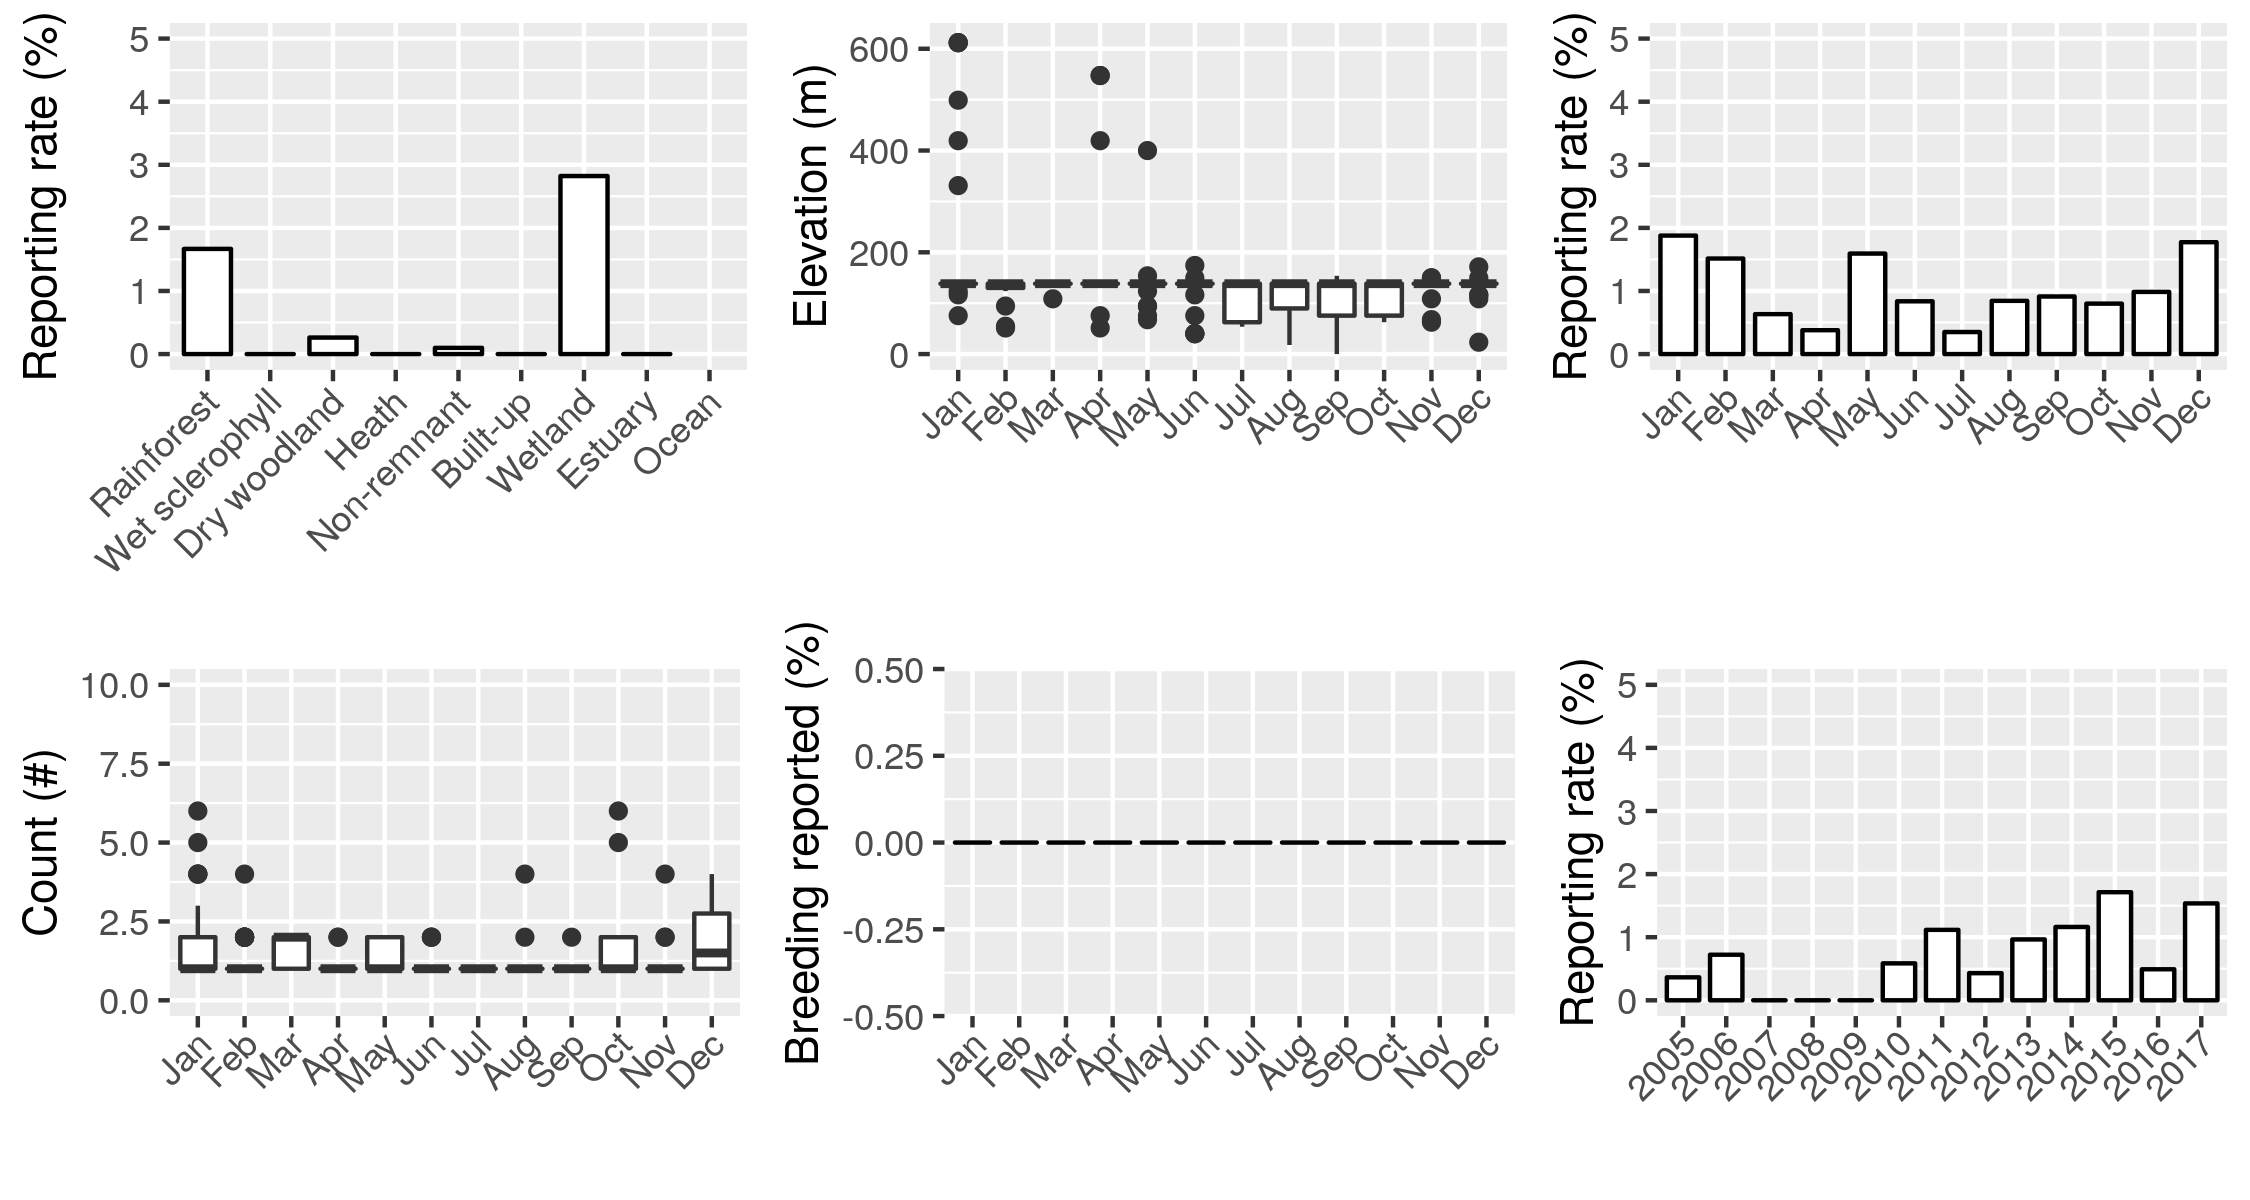 Reporting rate (%)
5
4
3
2
1
0
Rainforest
Wet sclerophyll
Dry woodland
Heath
Non-remnant
Built-up
Wetland
Estuary
Ocean
Elevation (m)
600
400
200
0
Jan
Feb
Mar
Apr
May
Jun
Jul
Aug
Sep
Oct
Nov
Dec
Reporting rate (%)
5
4
3
2
1
0
Jan
Feb
Mar
Apr
May
Jun
Jul
Aug
Sep
Oct
Nov
Dec
Count (#)
10.0
7.5
5.0
2.5
0.0
Jan
Feb
Mar
Apr
May
Jun
Jul
Aug
Sep
Oct
Nov
Dec
Breeding reported (%)
0.50
0.25
0.00
-0.25
-0.50
Jan
Feb
Mar
Apr
May
Jun
Jul
Aug
Sep
Oct
Nov
Dec
Reporting rate (%)
5
4
3
2
1
0
2005
2006
2007
2008
2009
2010
2011
2012
2013
2014
2015
2016
2017